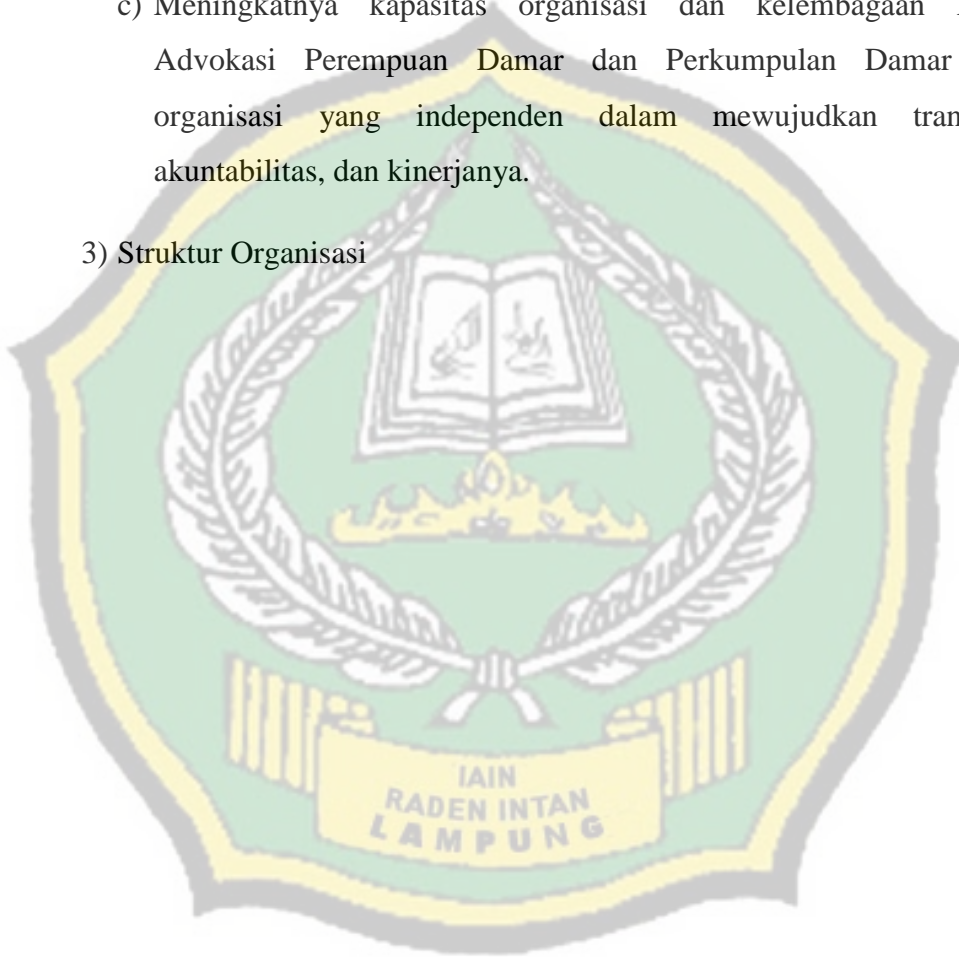 c) Meningkatnya kapasitas organisasi dan kelembagaan
Advokasi Perempuan Damar dan Perkumpulan Damar
organisasi yang independen dalam mewujudkan tran
akuntabilitas, dan kinerjanya.
3) Struktur Organisasi
IAIN
RADEN INTAN
LAMPUNG